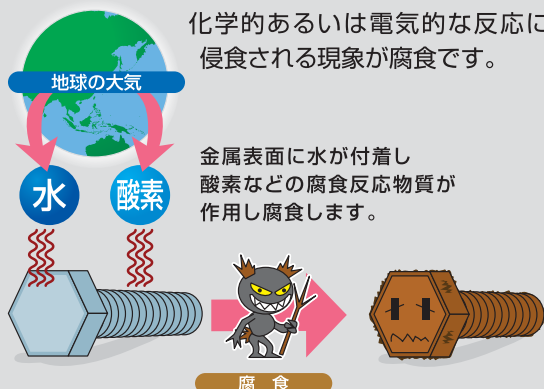 化学的あるいは電気的な反応に
侵食される現象が腐食です。
地球の大気
水
酸素
金属表面に水が付着し
酸素などの腐食反応物質が
作用し腐食します。
腐食